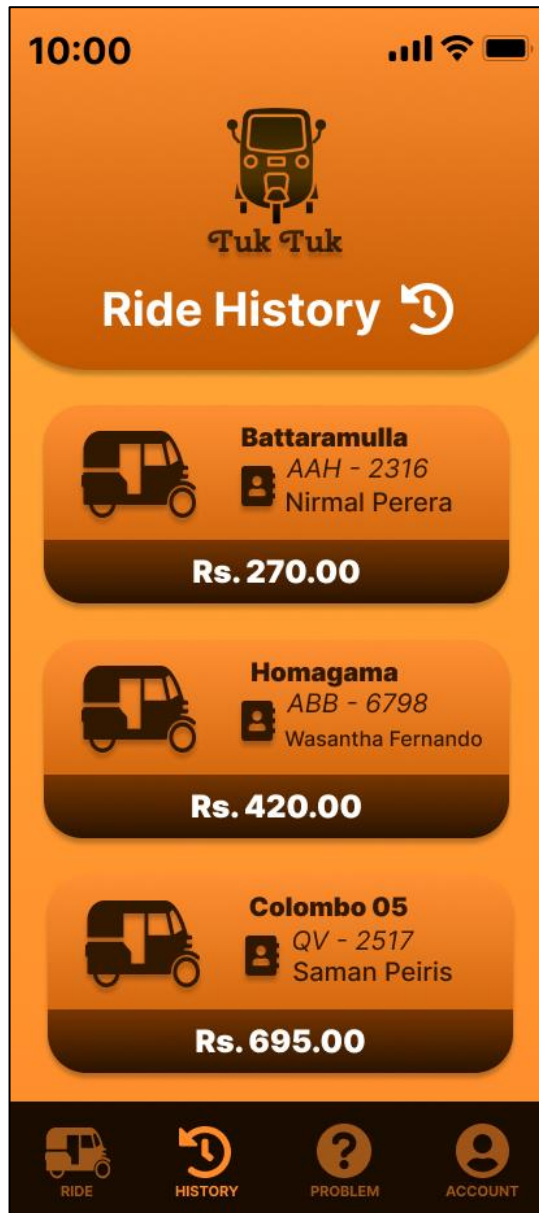 10:00
Tuk Tuk
Ride History
Battaramulla
AAH - 2316
Nirmal Perera
Rs. 270.00
Homagama
ABB - 6798
Wasantha Fernando
Rs. 420.00
Colombo 05
QV - 2517
Saman Peiris
Rs. 695.00
RIDE HISTORY PROBLEM ACCOUNT